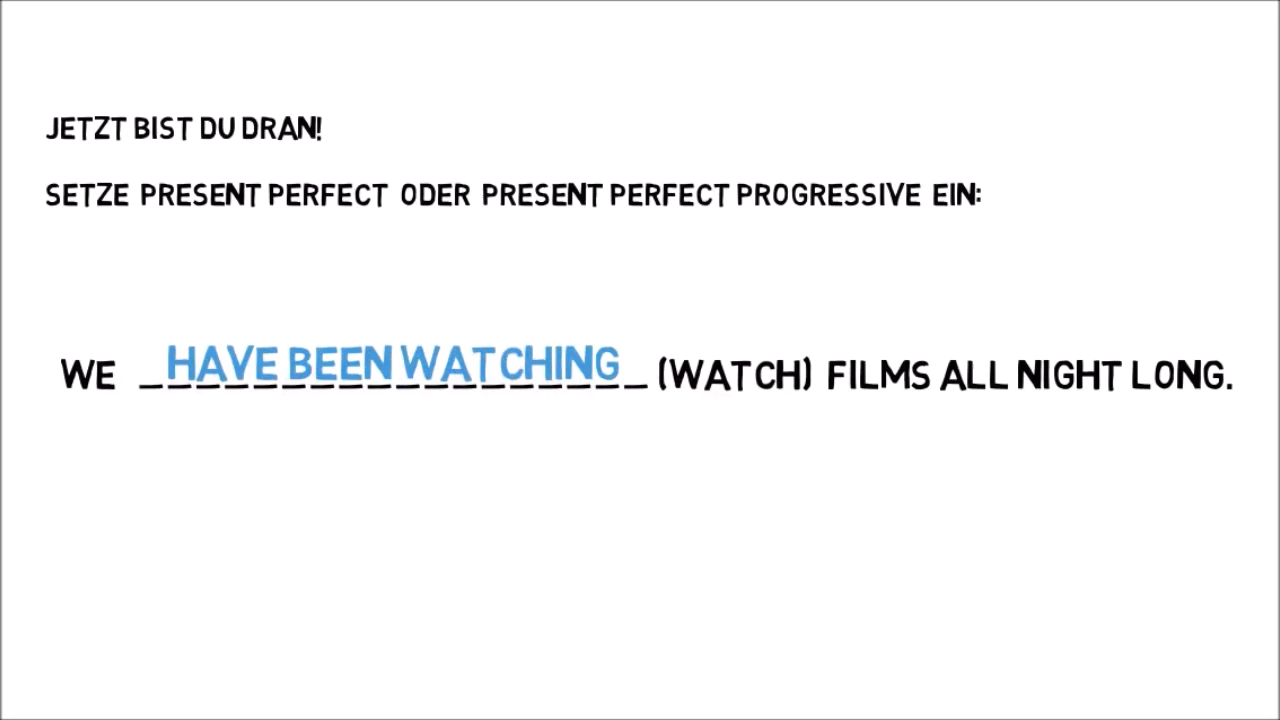 JETZT BIST DU DRAN!
SETZE PRESENT PERFECT ODER PRESENT PERFECT PROGRESSIVE EIN:
WE HAVE BEEN WATCHING (WATCH) FILMS ALL NIGHT LONG.